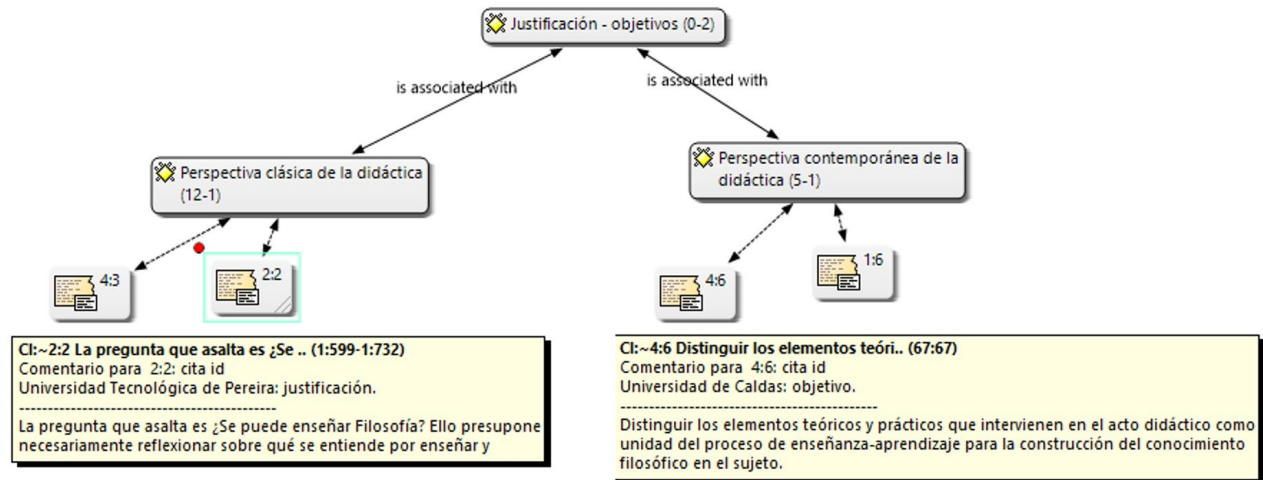 Justificación - objetivos (0-2)
is associated with
is associated with
Perspectiva clásica de la didáctica
(12-1)
Perspectiva contemporánea de la
didáctica (5-1)
4:3
2:2
4:6
1:6
CI:~2:2 La pregunta que asalta es ¿Se .. (1:599-1:732)
Comentario para 2:2: cita id
Universidad Tecnológica de Pereira: justificación.
----------------------------------------------
La pregunta que asalta es ¿Se puede enseñar Filosofía? Ello presupone
necesariamente reflexionar sobre qué se entiende por enseñar y
CI:~4:6 Distinguir los elementos teóri.. (67:67)
Comentario para 4:6: cita id
Universidad de Caldas: objetivo.
----------------------------------------------
Distinguir los elementos teóricos y prácticos que intervienen en el acto didáctico como
unidad del proceso de enseñanza-aprendizaje para la construcción del conocimiento
filosófico en el sujeto.